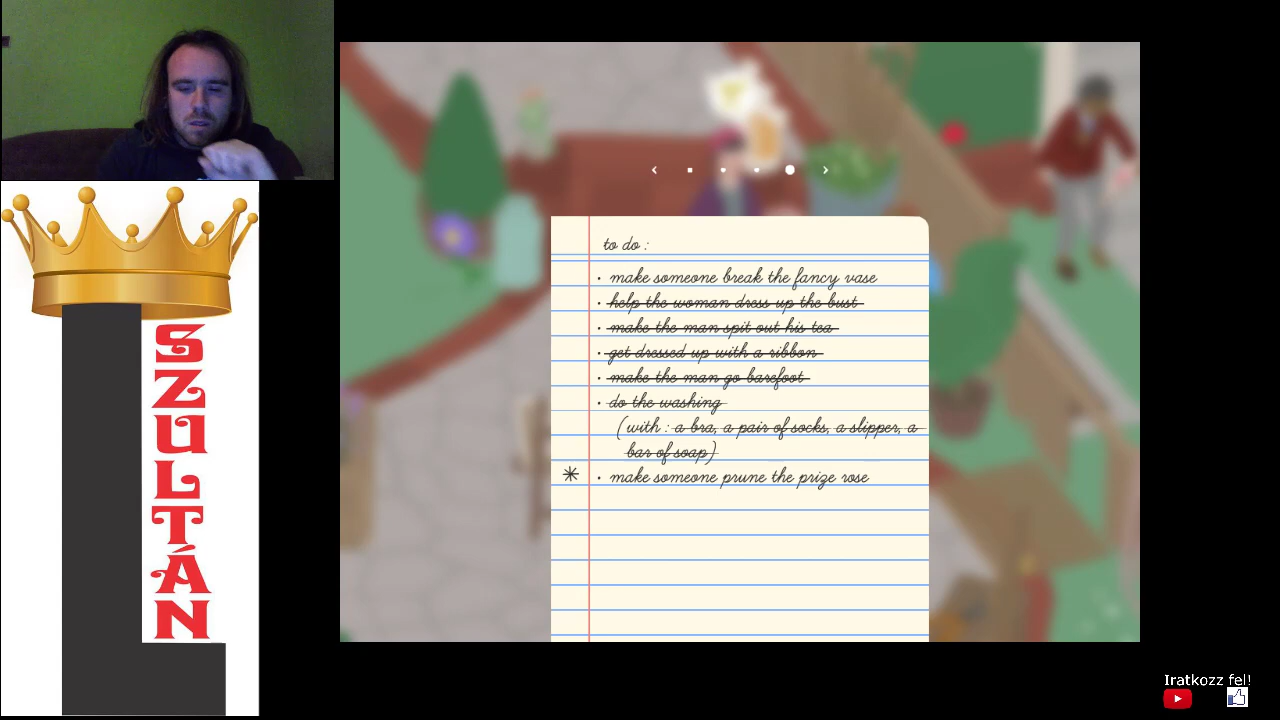 SZULTÁN
to do :
• make someone break the fancy vase
• help the woman dress up the bust
• make the man spit out his tea
• get dressed up with a ribbon
• make the man go barefoot
• do the washing
(with : a bra, a pair of socks, a slipper, a
bar of soap)
• make someone prune the prize rose
Iratkozz fel!